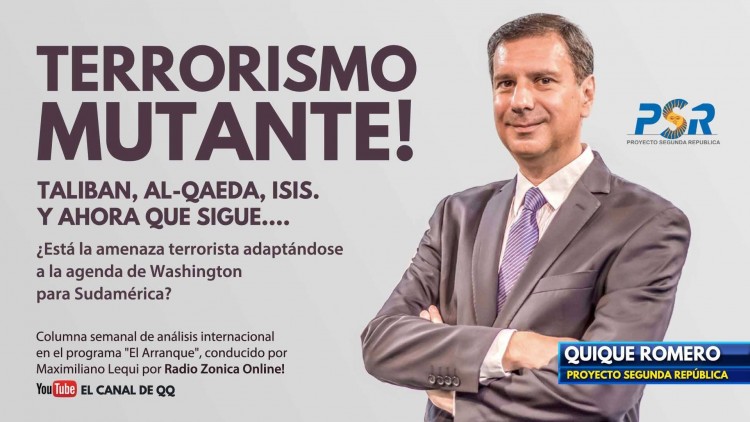 TERRORISMO
MUTANTE!
TALIBAN, AL-QAEDA, ISIS.
Y AHORA QUE SIGUE....
¿Está la amenaza terrorista adaptándose
a la agenda de Washington
para Sudamérica?
Columna semanal de análisis internacional
en el programa "El Arranque", conducido por
Maximiliano Lequi por Radio Zonica Online!
YouTube EL CANAL DE QQ
PSR
PROYECTO SEGUNDA REPUBLICA
QUIQUE ROMERO
PROYECTO SEGUNDA REPÚBLICA